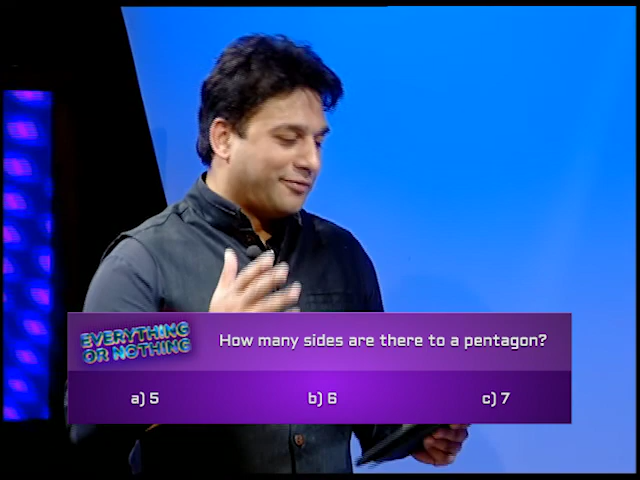 EVERYTHING
OR NOTHING
How many sides are there to a pentagon?
a) 5
b) 6
c) 7